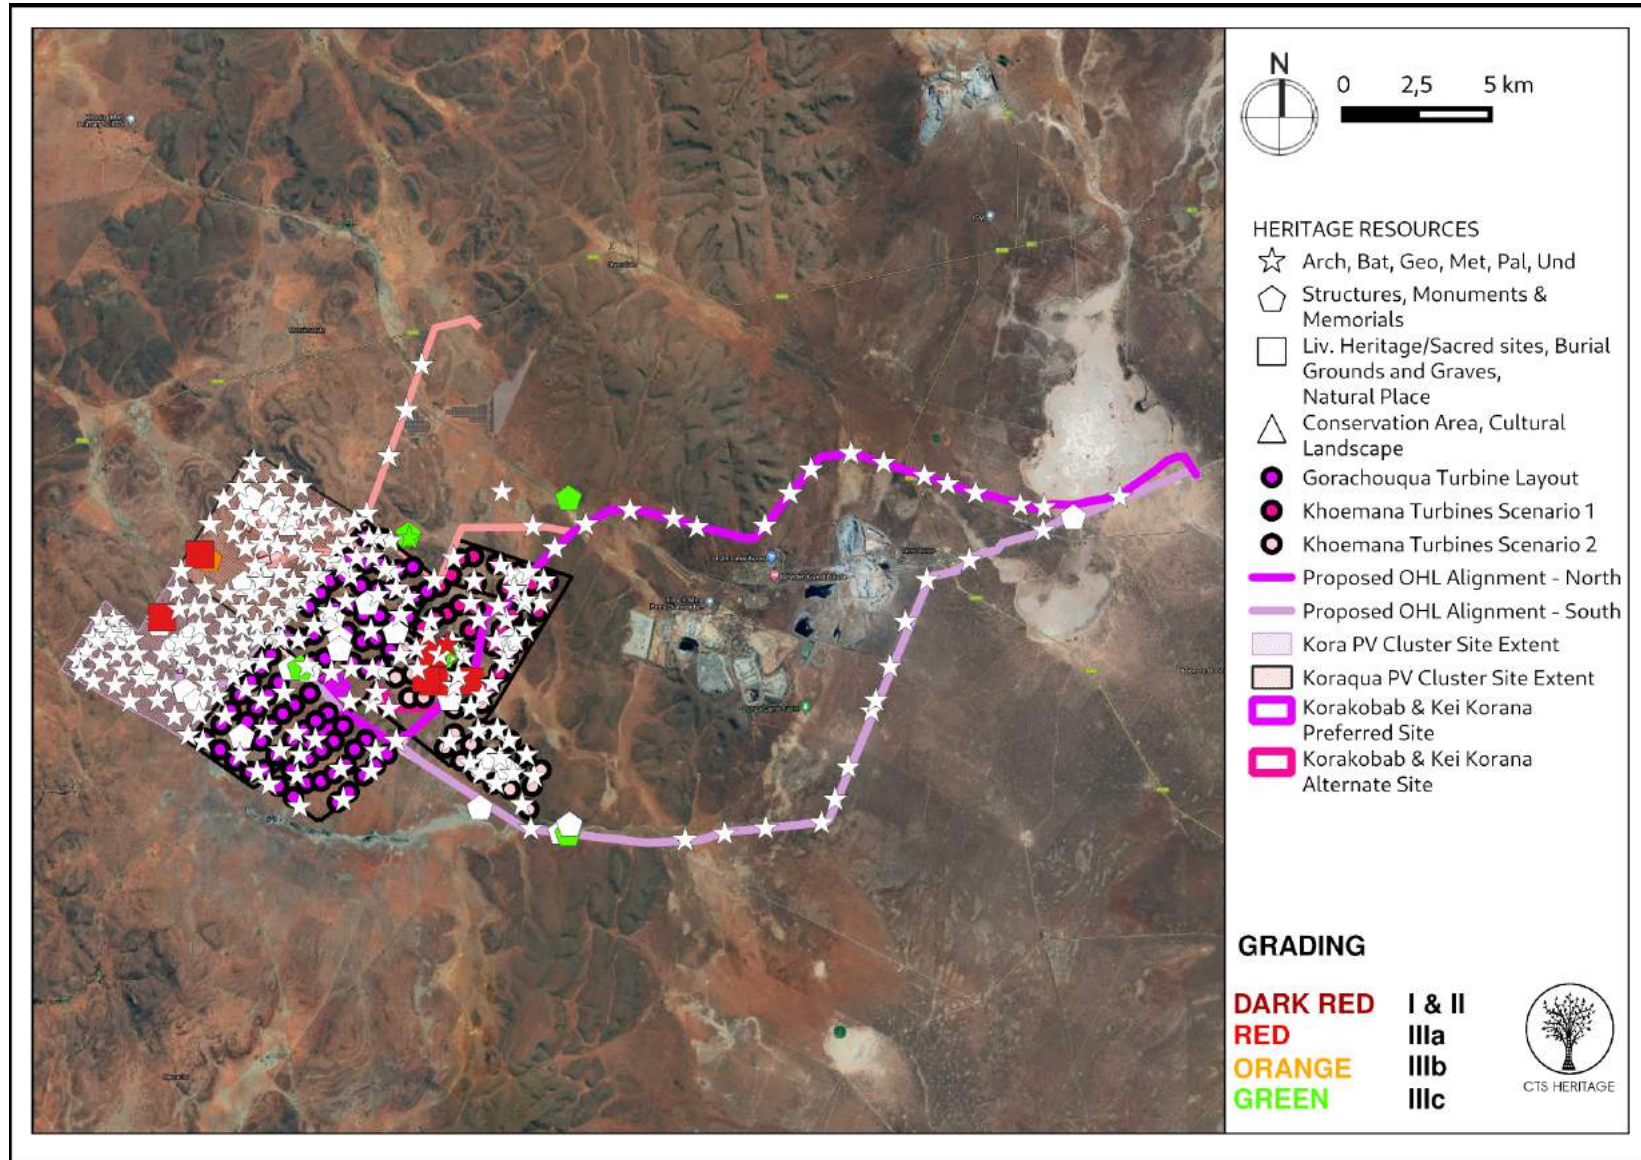 N
0 2,5 5 km
HERITAGE RESOURCES
Arch, Bat, Geo, Met, Pal, Und
Structures, Monuments &
Memorials
Liv. Heritage/Sacred sites, Burial
Grounds and Graves,
Natural Place
Conservation Area, Cultural
Landscape
Gorachouqua Turbine Layout
Khoemana Turbines Scenario 1
Khoemana Turbines Scenario 2
Proposed OHL Alignment - North
Proposed OHL Alignment - South
Kora PV Cluster Site Extent
Koraqua PV Cluster Site Extent
Korakobab & Kei Korana
Preferred Site
Korakobab & Kei Korana
Alternate Site
GRADING
DARK RED I & II
RED IIIa
ORANGE IIIb
GREEN IIIc
CTS HERITAGE